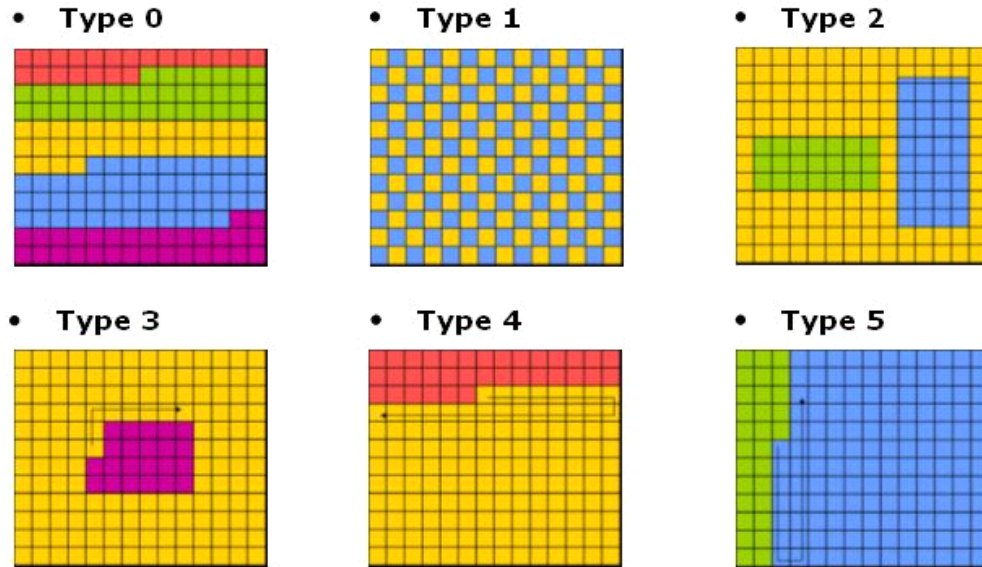 • Type 0
• Type 1
• Type 2
• Type 3
• Type 4
• Type 5